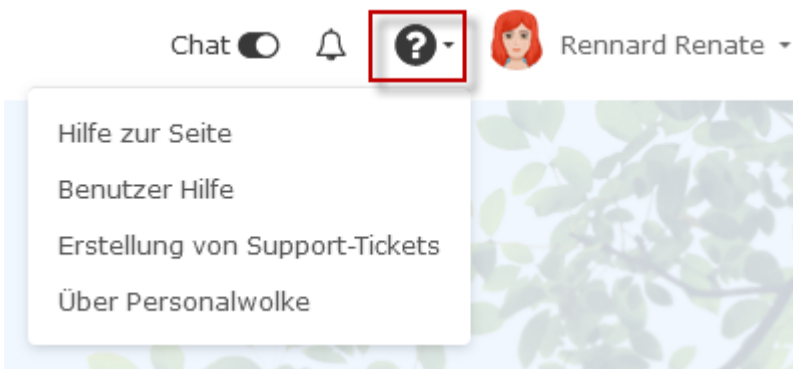 Chat ? Rennard Renate
Hilfe zur Seite
Benutzer Hilfe
Erstellung von Support-Tickets
Über Personalwolke